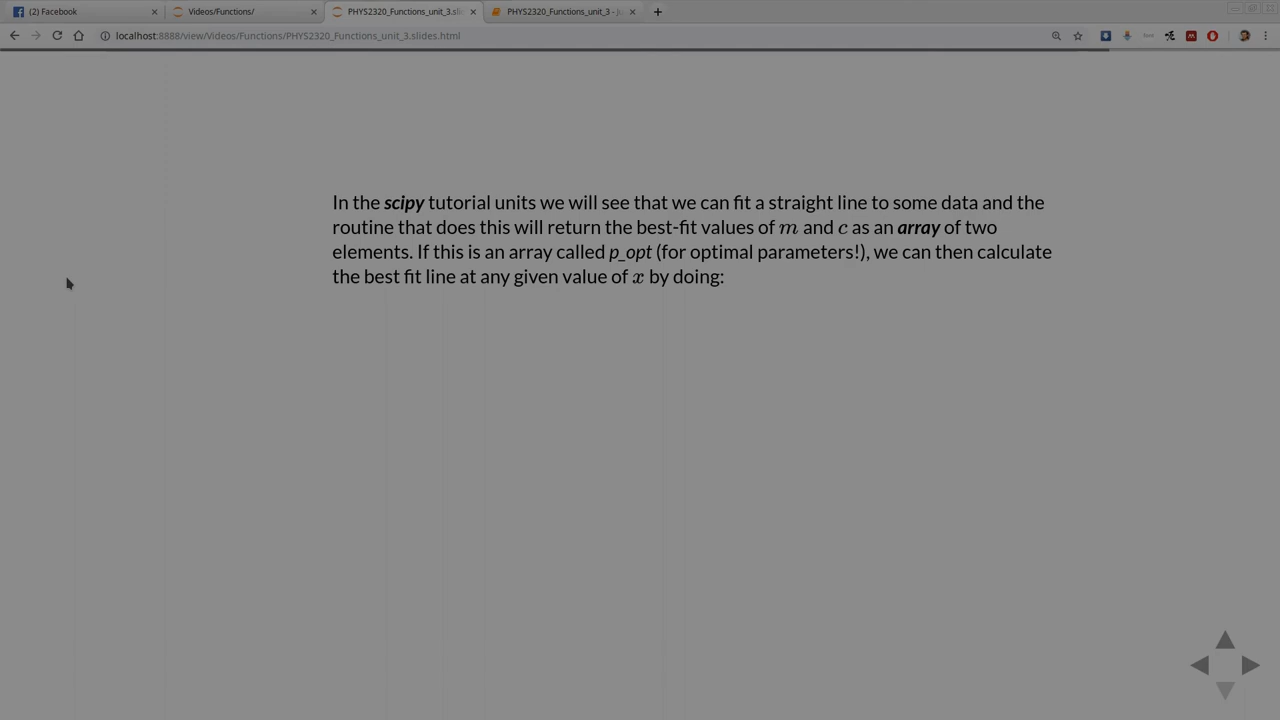 (2) Facebook
Videos/Functions/
PHYS2320_Functions_unit_3.sli
PHYS2320_Functions_unit_3 - Ju
localhost:8888/view/Videos/Functions/PHYS2320_Functions_unit_3.slides.html
In the scipy tutorial units we will see that we can fit a straight line to some data and the
routine that does this will return the best-fit values of m and c as an array of two
elements. If this is an array called p_opt (for optimal parameters!), we can then calculate
the best fit line at any given value of x by doing: